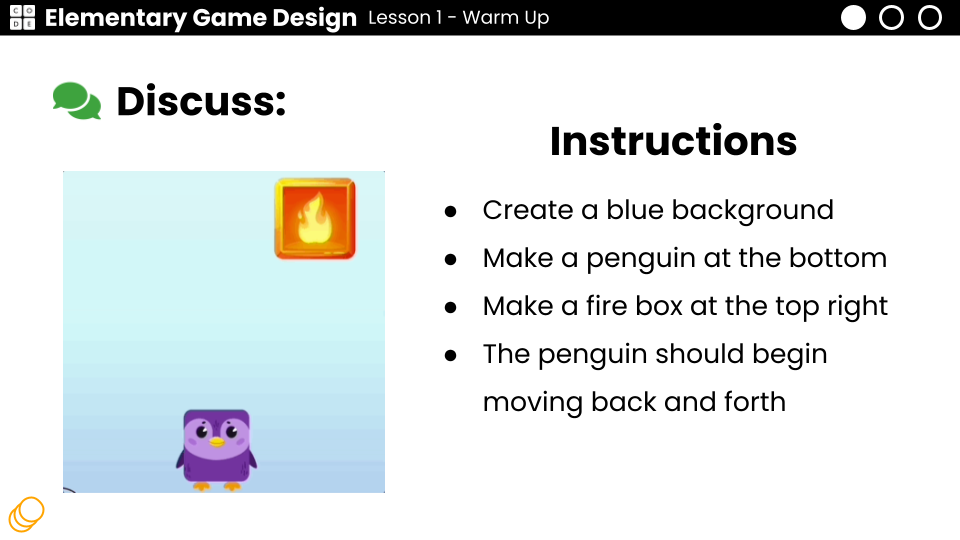 CODE
Elementary Game Design Lesson 1 - Warm Up
Discuss:
Instructions
● Create a blue background
● Make a penguin at the bottom
● Make a fire box at the top right
● The penguin should begin
moving back and forth